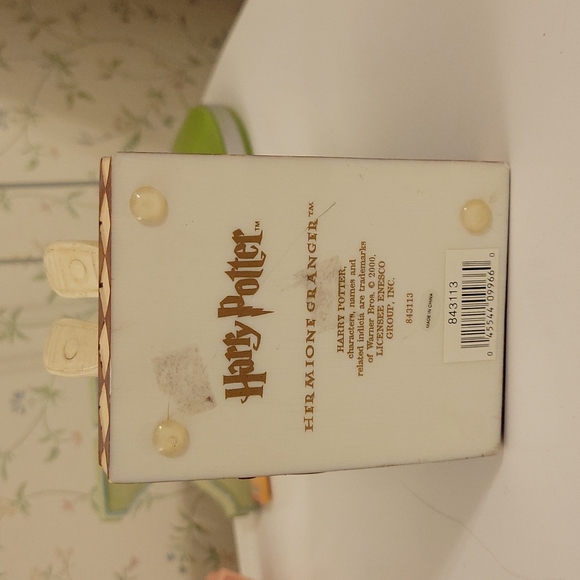 Harry Potter™
HERMIONE GRANGER™
HARRY POTTER,
characters, names and
related indicia are trademarks
of Warner Bros. © 2000.
LICENSEE ENESCO
GROUP, INC.
843113
MADE IN CHINA
843113
0 45544 09966 0